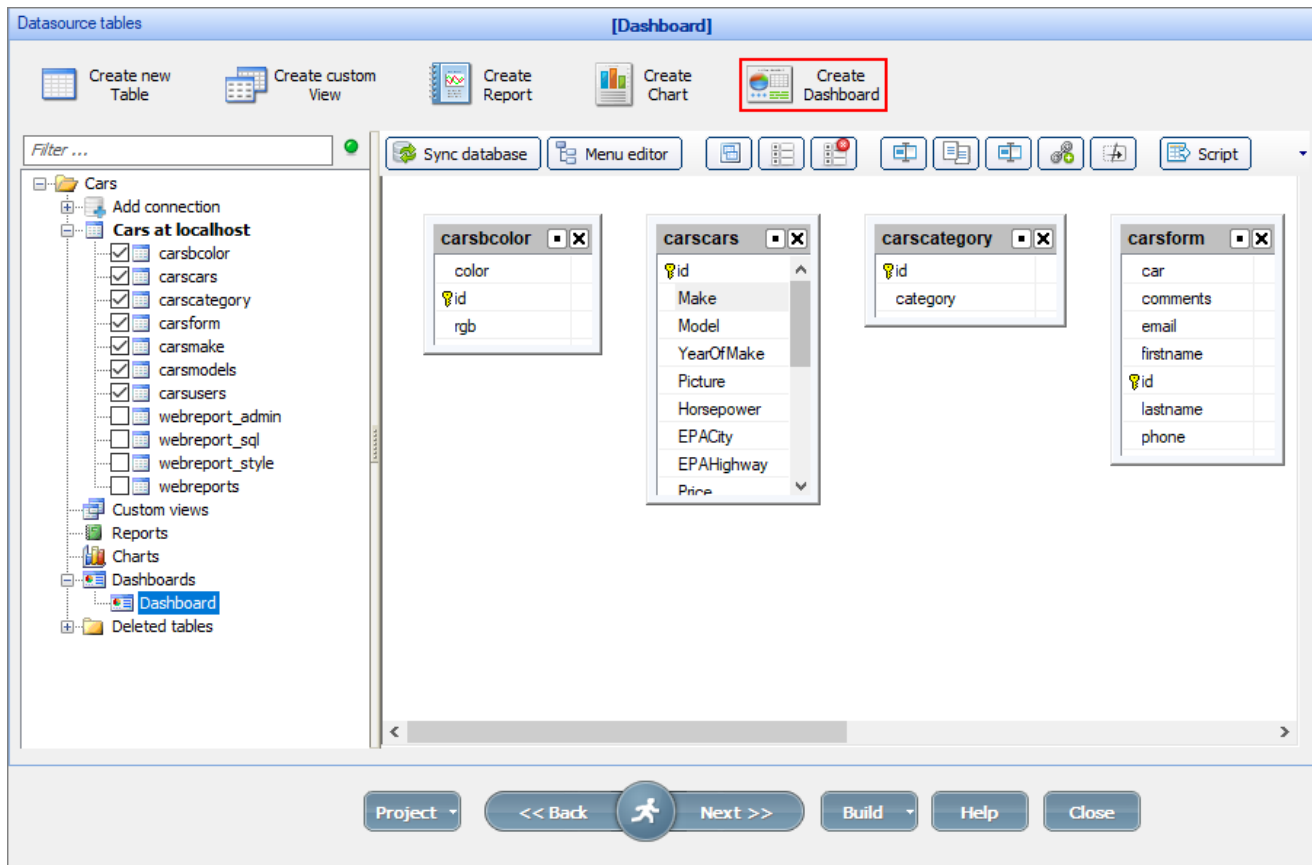 Datasource tables
[Dashboard]
Create new
Table
Create custom
View
Create
Report
Create
Chart
Create
Dashboard
Filter ...
Sync database
Menu editor
Script
Cars
Add connection
Cars at localhost
carsbcolor
carscars
carscategory
carsform
carsmake
carsmodels
carsusers
webreport_admin
webreport_sql
webreport_style
webreports
Custom views
Reports
Charts
Dashboards
Dashboard
Deleted tables
carsbcolor
color
id
rgb
carscars
id
Make
Model
YearOfMake
Picture
Horsepower
EPACity
EPAHighway
Price
carscategory
id
category
carsform
car
comments
email
firstname
id
lastname
phone
Project
<< Back
Next >>
Build
Help
Close